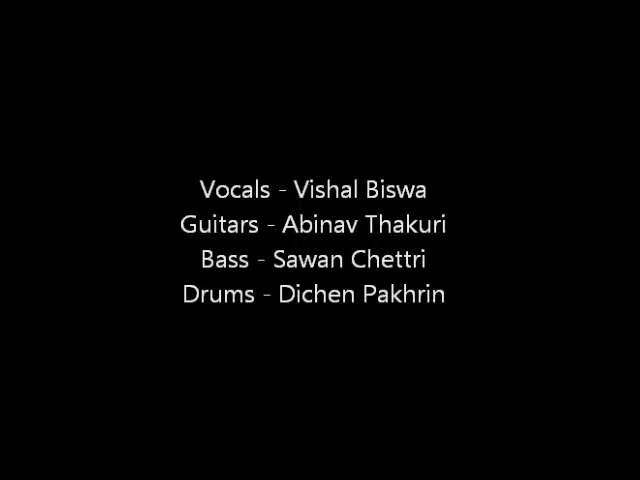 Vocals - Vishal Biswa
Guitars - Abinav Thakuri
Bass - Sawan Chettri
Drums - Dichen Pakhrin